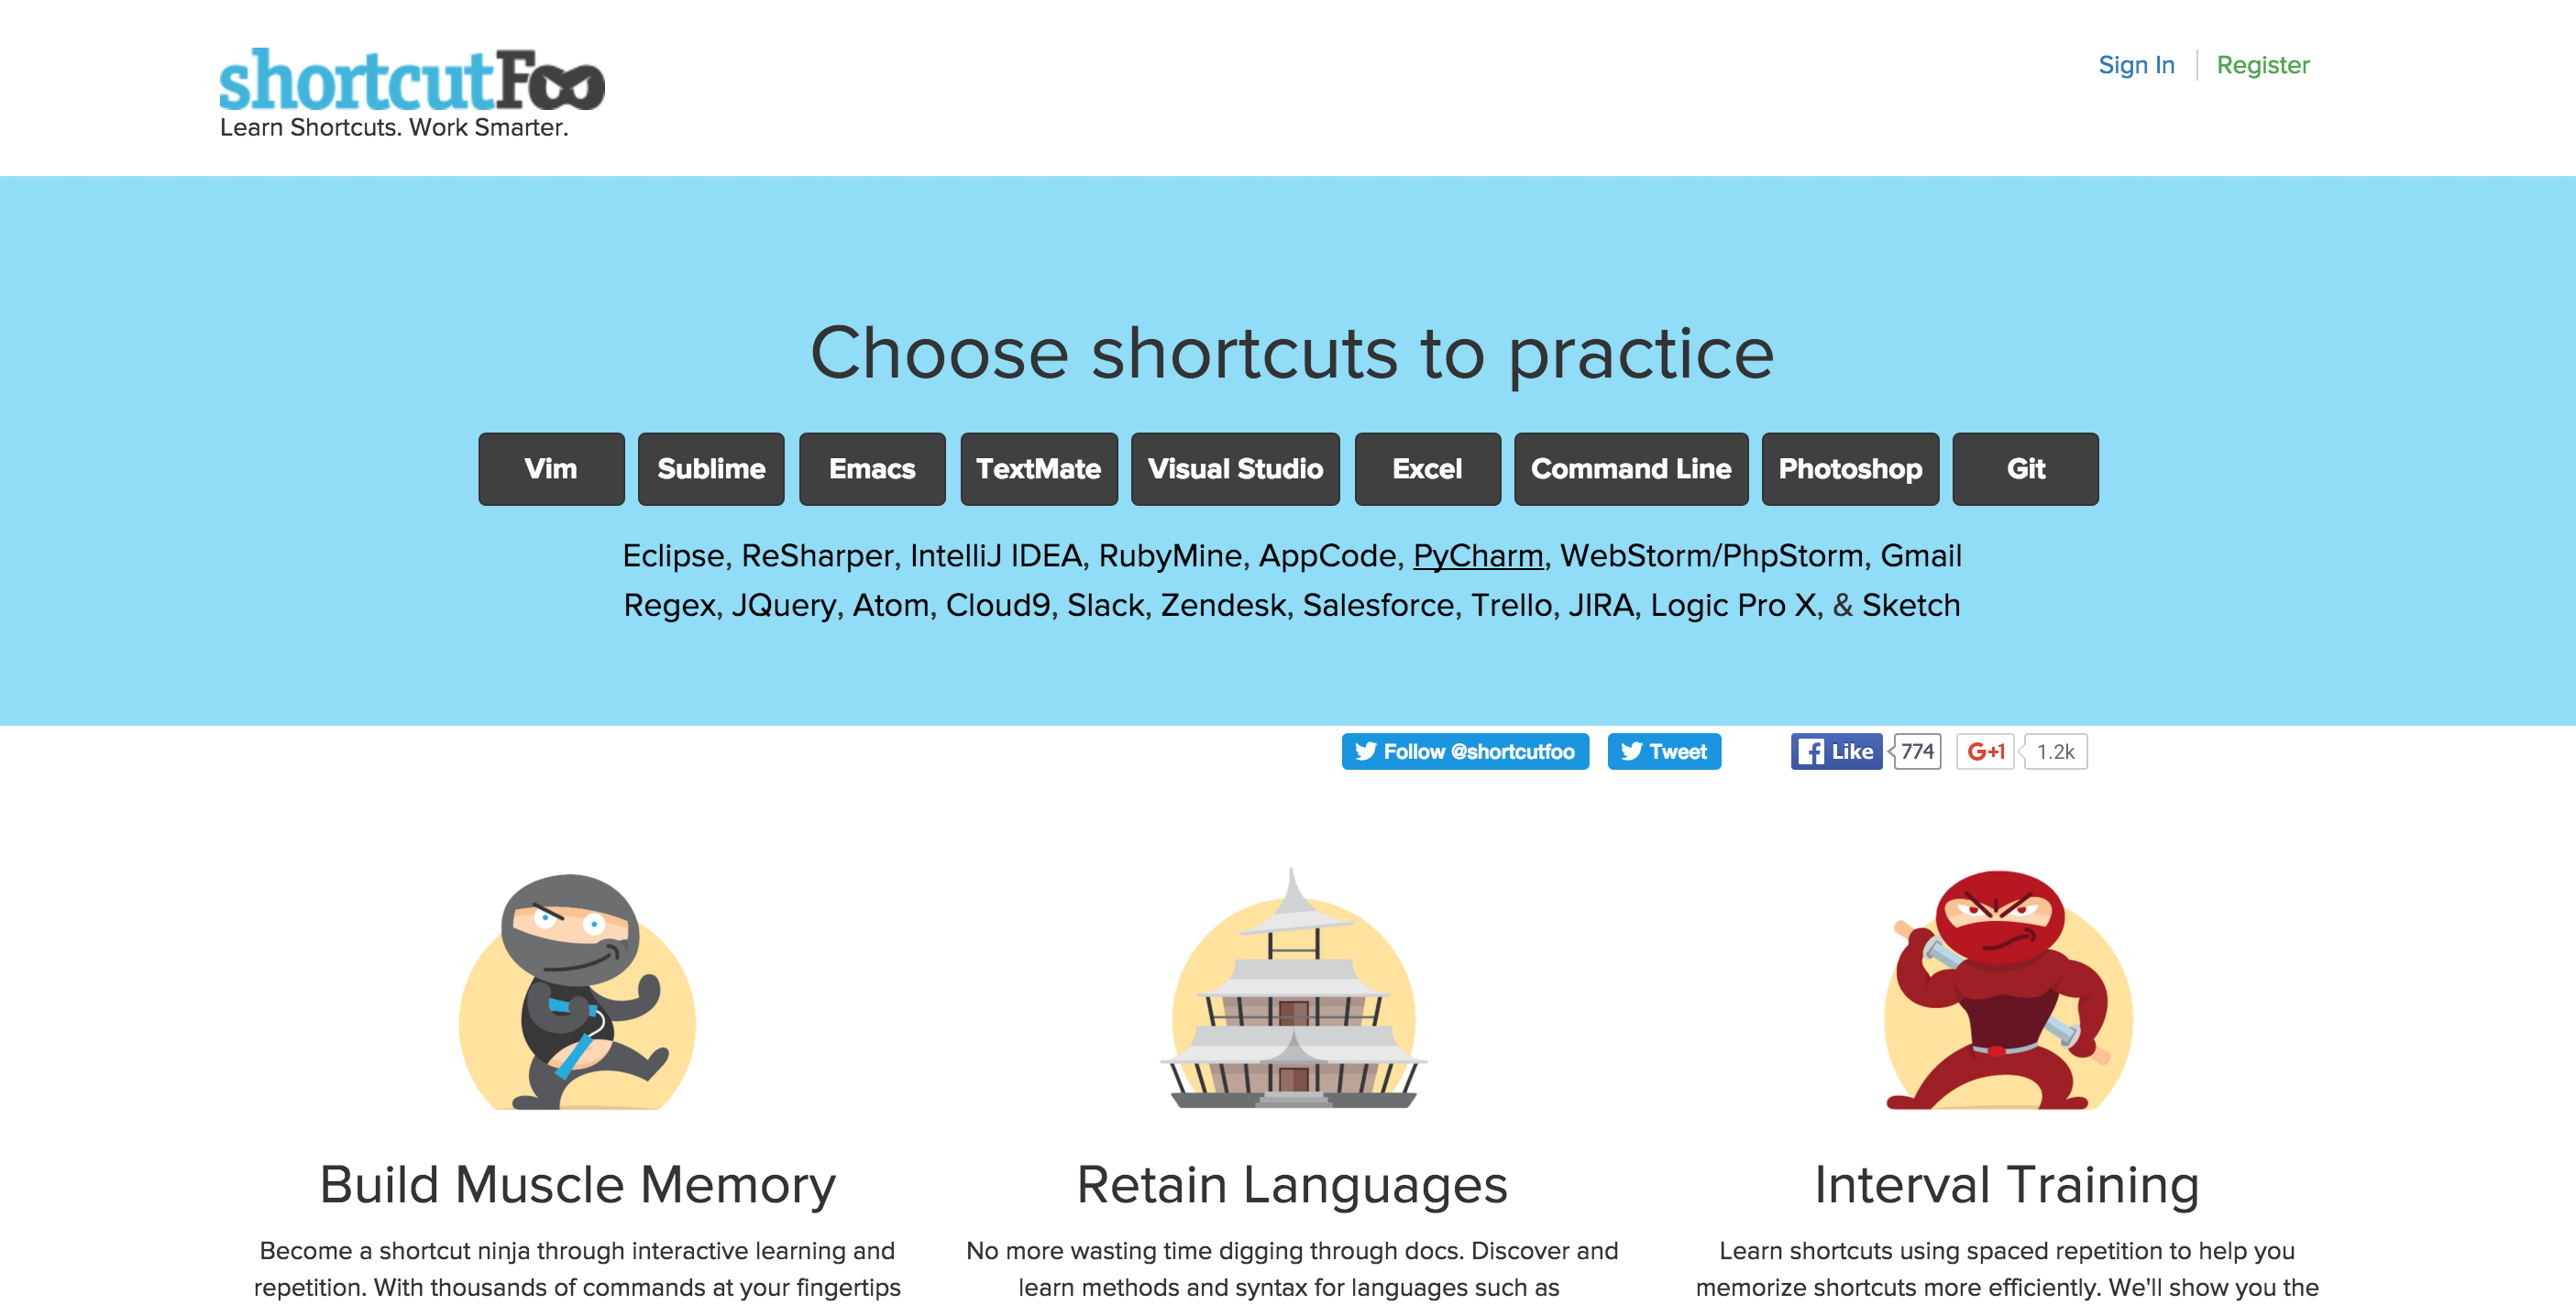 shortcutFoo
Learn Shortcuts. Work Smarter.
Sign In
Register
Choose shortcuts to practice
Vim
Sublime
Emacs
TextMate
Visual Studio
Excel
Command Line
Photoshop
Git
Eclipse, ReSharper, IntelliJ IDEA, RubyMine, AppCode, PyCharm, WebStorm/PhpStorm, Gmail
Regex, JQuery, Atom, Cloud9, Slack, Zendesk, Salesforce, Trello, JIRA, Logic Pro X, & Sketch
Follow @shortcutfoo
Tweet
Like
774
G+1
1.2k
Build Muscle Memory
Become a shortcut ninja through interactive learning and
repetition. With thousands of commands at your fingertips
Retain Languages
No more wasting time digging through docs. Discover and
learn methods and syntax for languages such as
Interval Training
Learn shortcuts using spaced repetition to help you
memorize shortcuts more efficiently. We'll show you the